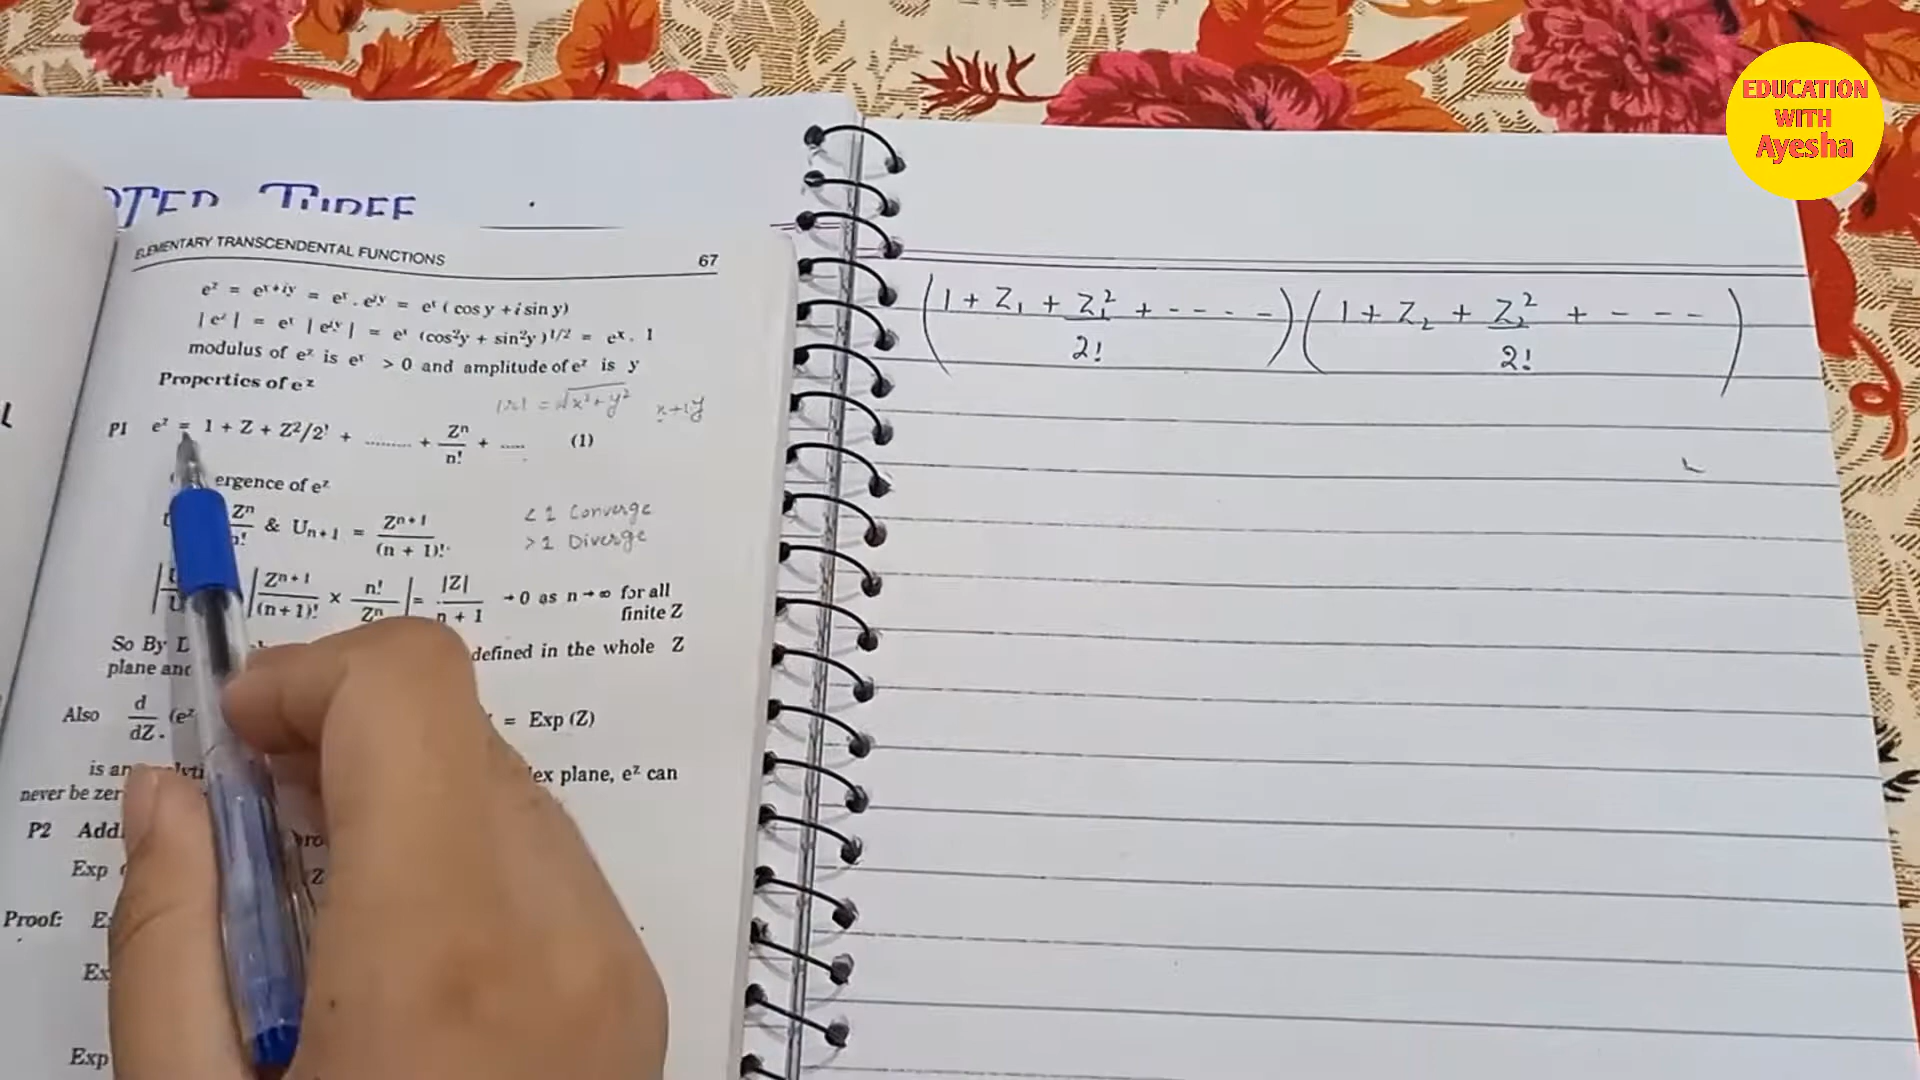 EDUCATION
WITH
Ayesha
THREE
ELEMENTARY TRANSCENDENTAL FUNCTIONS 67
e^z = e^{x+iy} = e^x . e^{iy} = e^x ( cos y + i sin y)
| e^z | = e^x | e^{iy} | = e^x (cos²y + sin²y )^{1/2} = e^x . 1
modulus of e^z is e^x > 0 and amplitude of e^z is y
Properties of e^z
= √x²+y² x+iy
P1 e^z = 1 + Z + Z²/2! + ......... + Z^n/n! + ..... (1)
ergence of e^z
Z^n/n! & U_{n+1} = Z^{n+1}/(n + 1)!
< 1 Converge
> 1 Diverge
| Z^{n+1}/(n+1)! × n!/Z^n | = |Z|/n + 1 → 0 as n → ∞ for all
finite Z
So By defined in the whole Z
plane and
Also d/dZ . (e^z = Exp (Z)
is an ex plane, e^z can
never be zer
P2 Add
Exp Z
Proof:
Exp
(1 + Z₁ + Z₁²/2! + - - - -) (1 + Z₂ + Z₂²/2! + - - -)